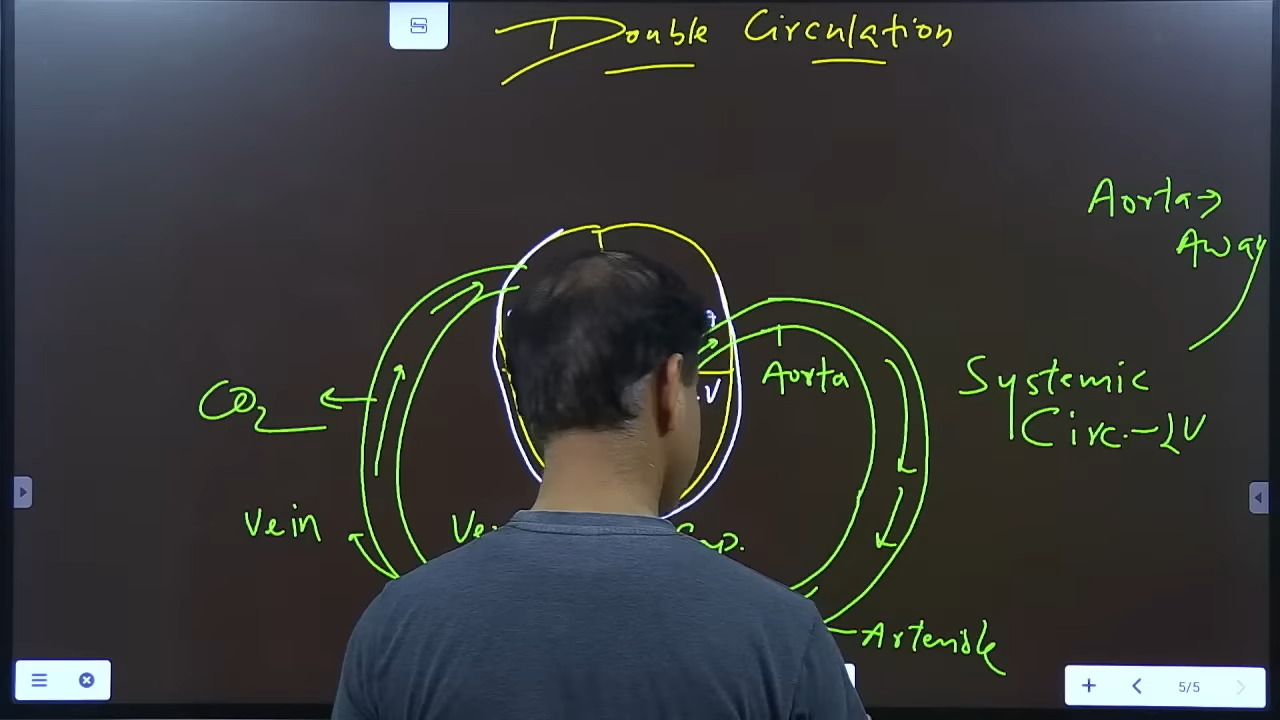 Double Circulation
Aorta→
Away
Aorta
Systemic
Circ.-LV
CO2
V
Vein
Arteriole
5/5